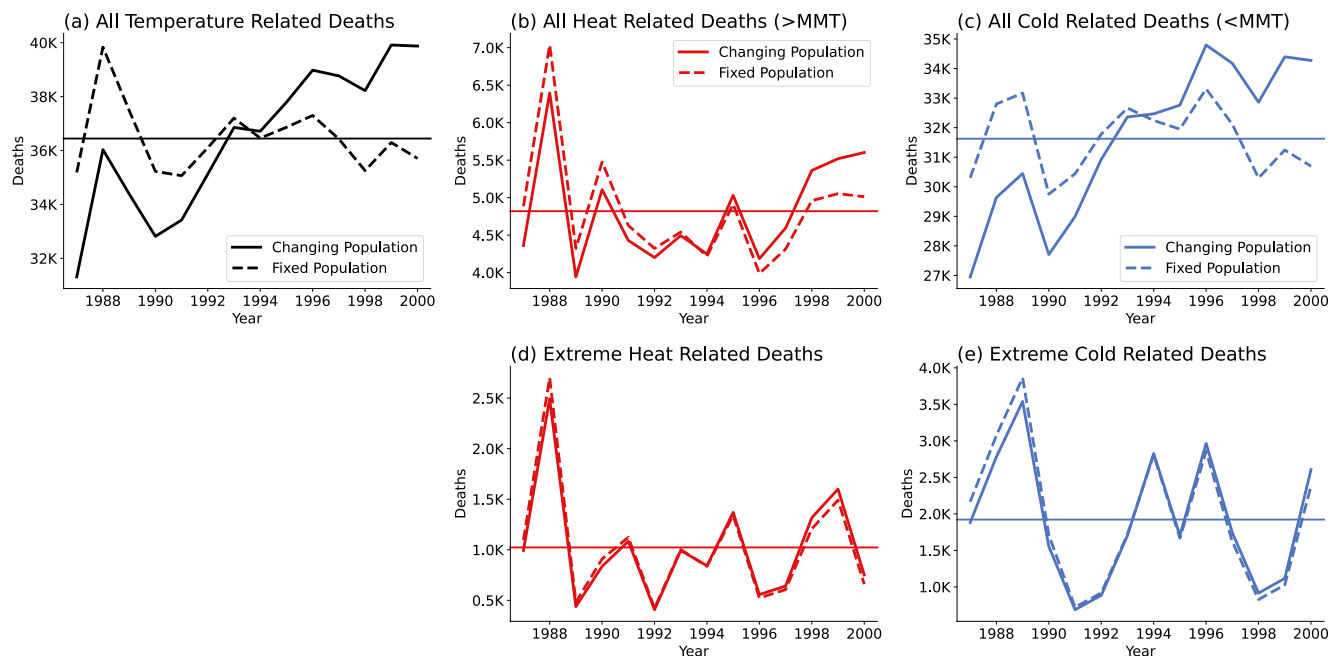 (a) All Temperature Related Deaths
40K
38K
36K
34K
32K
Deaths
Changing Population
Fixed Population
1988 1990 1992 1994 1996 1998 2000
Year
(b) All Heat Related Deaths (>MMT)
7.0K
6.5K
6.0K
5.5K
5.0K
4.5K
4.0K
Deaths
Changing Population
Fixed Population
1988 1990 1992 1994 1996 1998 2000
Year
(c) All Cold Related Deaths (<MMT)
35K
34K
33K
32K
31K
30K
29K
28K
27K
Deaths
Changing Population
Fixed Population
1988 1990 1992 1994 1996 1998 2000
Year
(d) Extreme Heat Related Deaths
2.5K
2.0K
1.5K
1.0K
0.5K
Deaths
1988 1990 1992 1994 1996 1998 2000
Year
(e) Extreme Cold Related Deaths
4.0K
3.5K
3.0K
2.5K
2.0K
1.5K
1.0K
Deaths
1988 1990 1992 1994 1996 1998 2000
Year